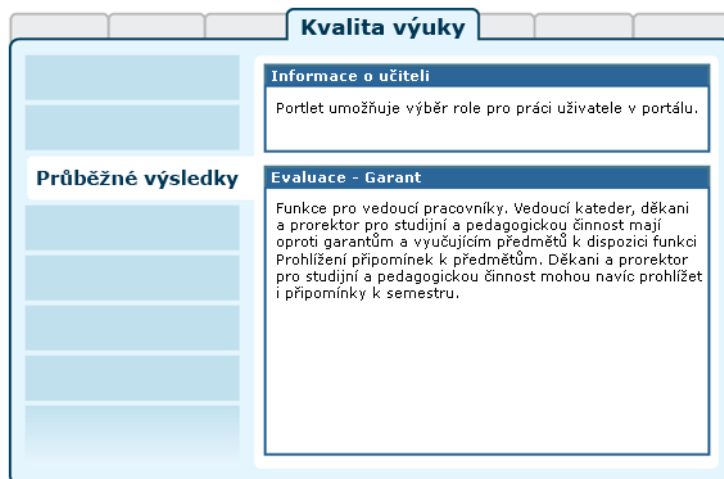 Kvalita výuky
Informace o učiteli
Portlet umožňuje výběr role pro práci uživatele v portálu.
Průběžné výsledky
Evaluace - Garant
Funkce pro vedoucí pracovníky. Vedoucí kateder, děkani
a prorektor pro studijní a pedagogickou činnost mají
oproti garantům a vyučujícím předmětů k dispozici funkci
Prohlížení připomínek k předmětům. Děkani a prorektor
pro studijní a pedagogickou činnost mohou navíc prohlížet
i připomínky k semestru.